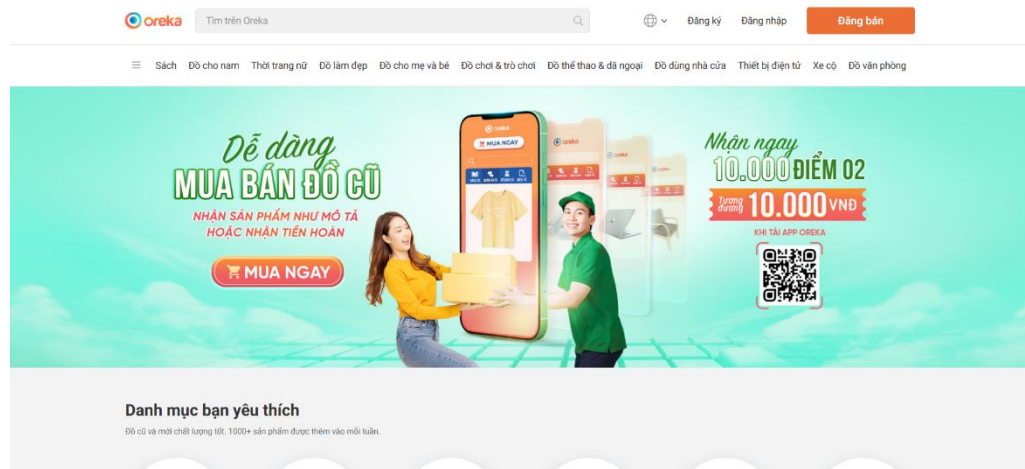 oreka
Tìm trên Oreka
Đăng ký
Đăng nhập
Đăng bán
Sách
Đồ cho nam
Thời trang nữ
Đồ làm đẹp
Đồ cho mẹ và bé
Đồ chơi & trò chơi
Đồ thể thao & dã ngoại
Đồ dùng nhà cửa
Thiết bị điện tử
Xe cộ
Đồ văn phòng
Dễ dàng
MUA BÁN ĐỒ CŨ
NHẬN SẢN PHẨM NHƯ MÔ TẢ
HOẶC NHẬN TIỀN HOÀN
MUA NGAY
oreka
MUA NGAY
oreka
Nhận ngay
10.000 ĐIỂM O2
Tương đương 10.000 VNĐ
KHI TẢI APP OREKA
Danh mục bạn yêu thích
Đồ cũ và mới chất lượng tốt. 1000+ sản phẩm được thêm vào mỗi tuần.